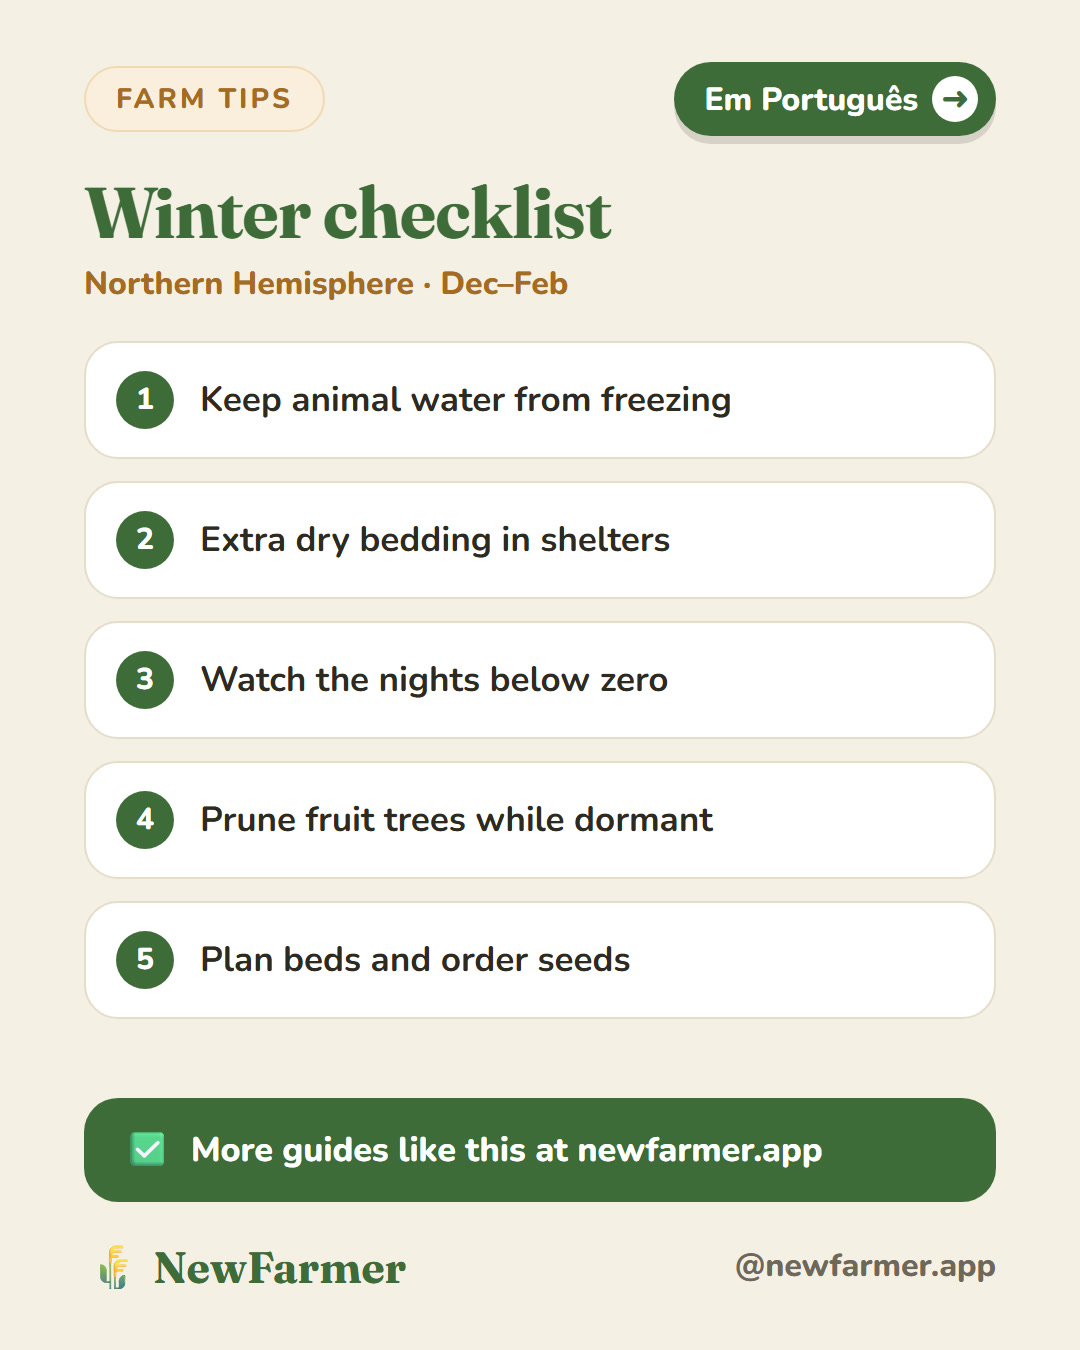 FARM TIPS
Em Português
Winter checklist
Northern Hemisphere · Dec–Feb
1 Keep animal water from freezing
2 Extra dry bedding in shelters
3 Watch the nights below zero
4 Prune fruit trees while dormant
5 Plan beds and order seeds
More guides like this at newfarmer.app
NewFarmer
@newfarmer.app